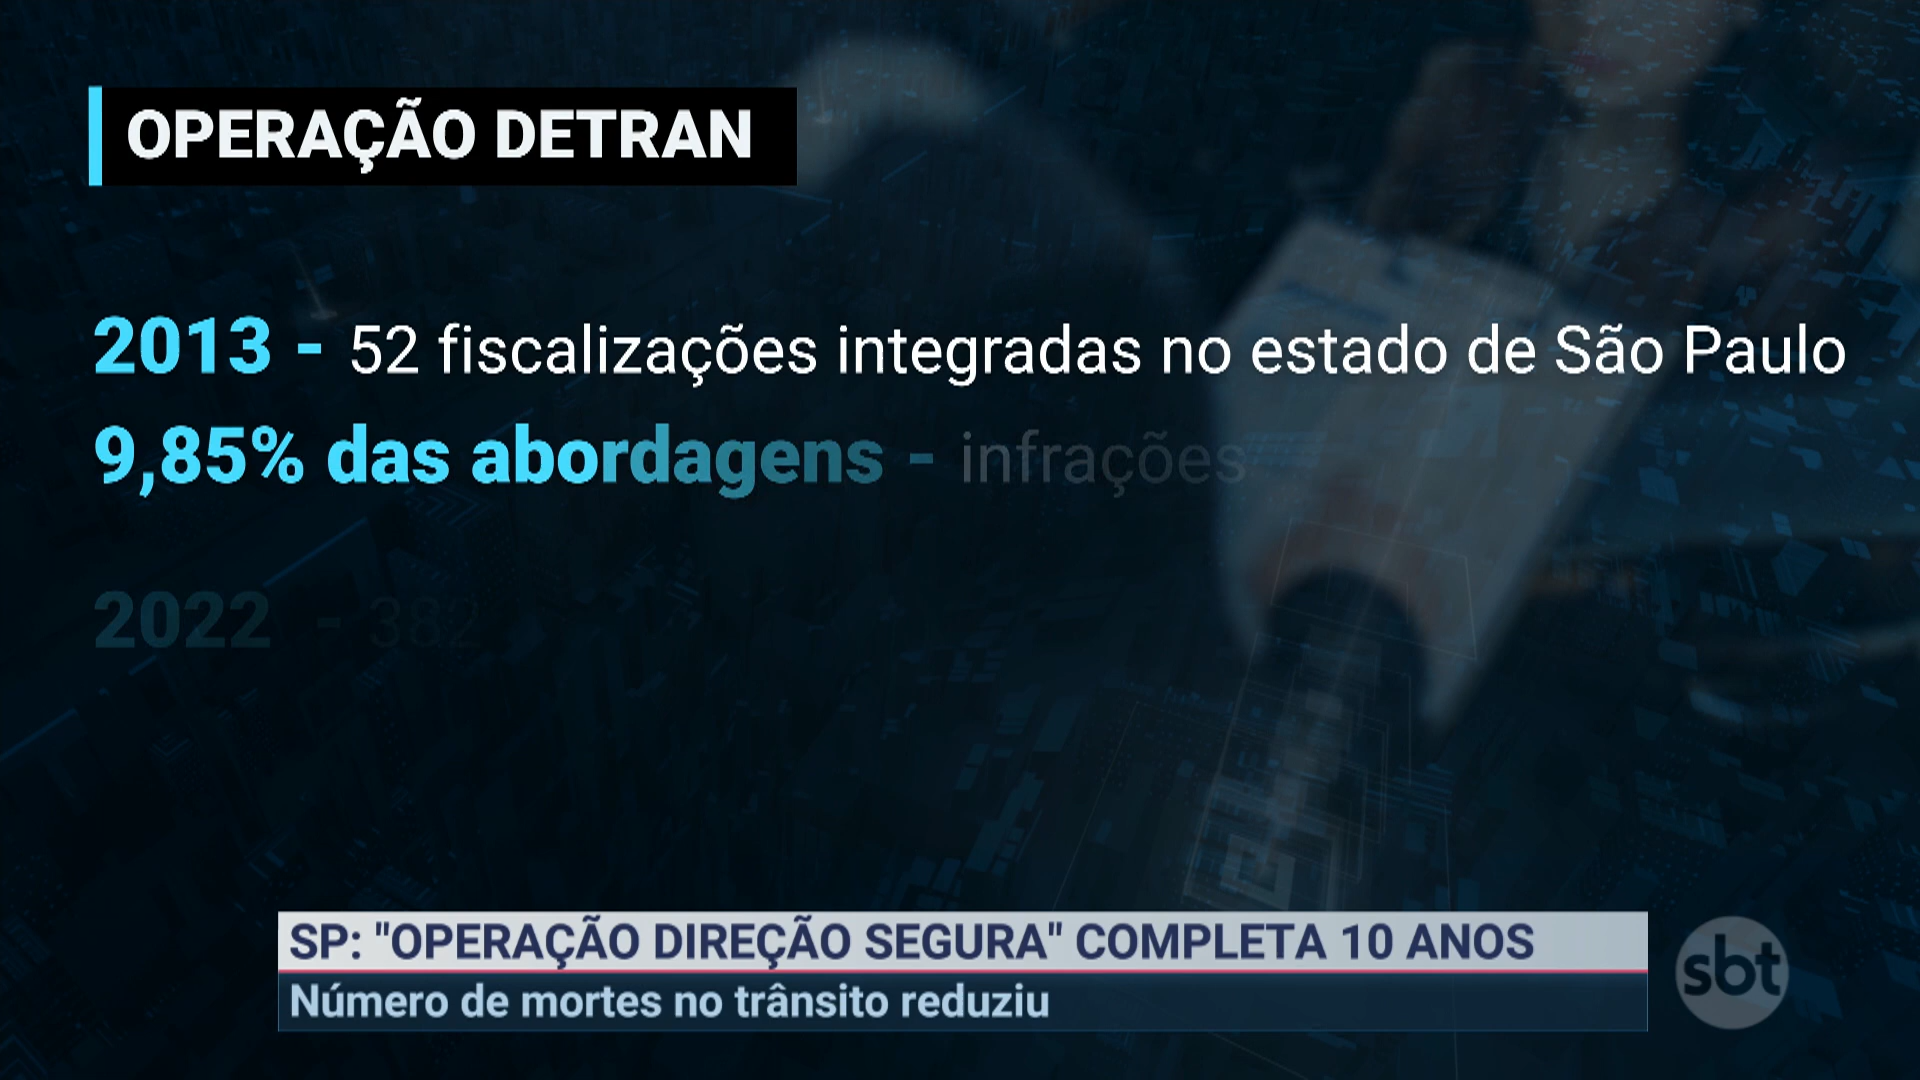 OPERAÇÃO DETRAN
2013 - 52 fiscalizações integradas no estado de São Paulo
9,85% das abordagens - infrações
2022 - 382
SP: "OPERAÇÃO DIREÇÃO SEGURA" COMPLETA 10 ANOS
Número de mortes no trânsito reduziu
sbt